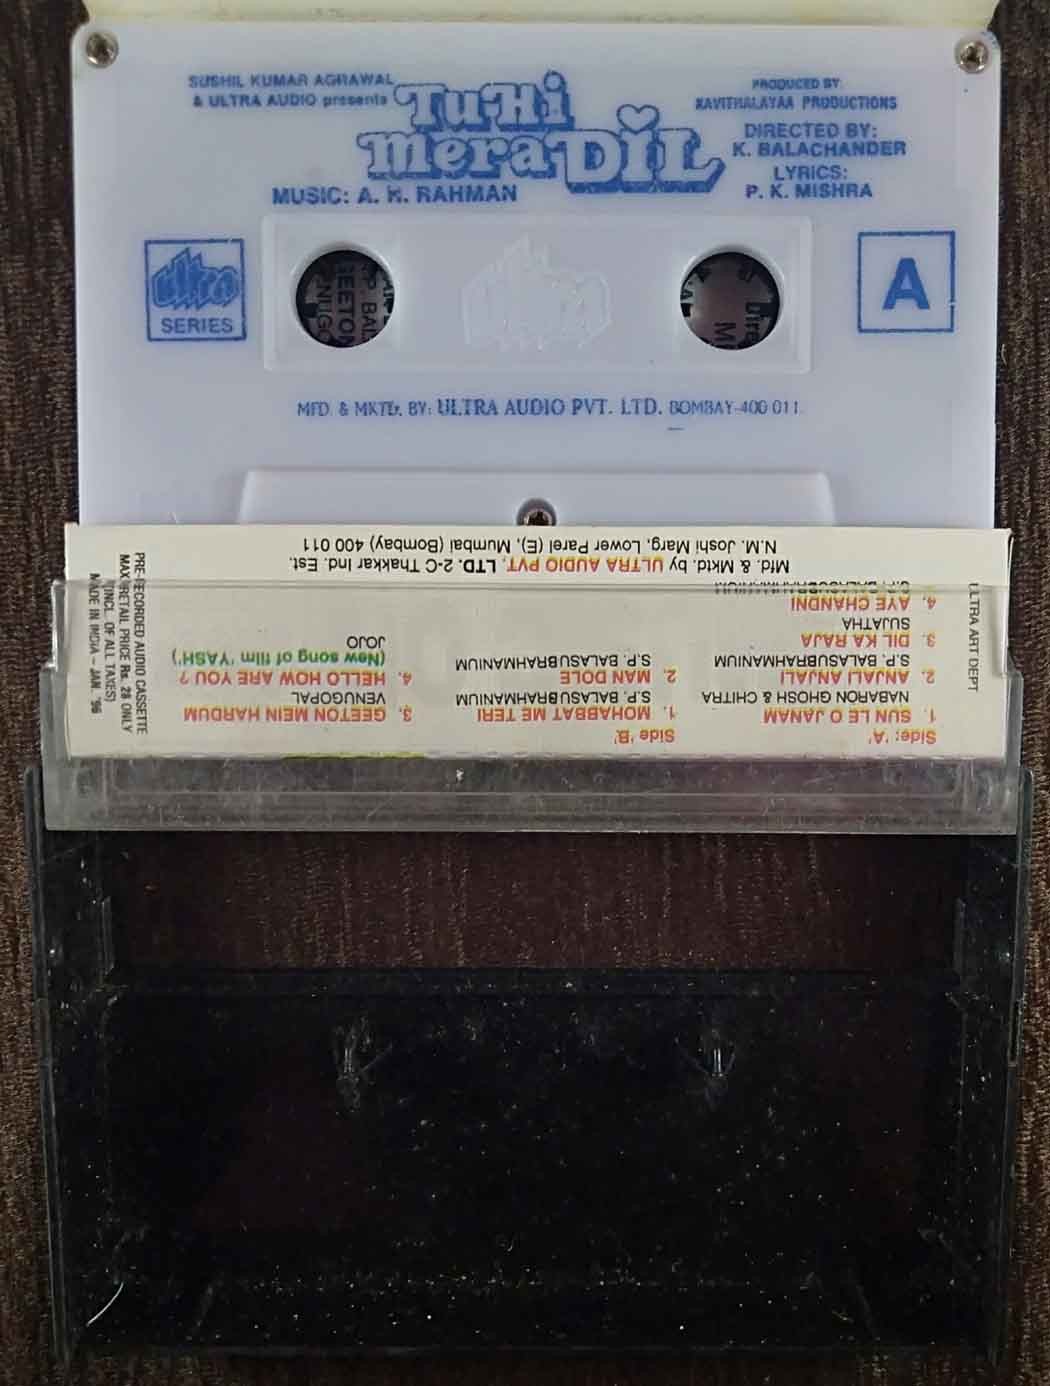 SUSHIL KUMAR AGRAWAL
& ULTRA AUDIO presents
Tu Hi
Mera DiL
MUSIC: A. R. RAHMAN
PRODUCED BY:
KAVITHALAYAA PRODUCTIONS
DIRECTED BY:
K. BALACHANDER
LYRICS:
P. K. MISHRA
ultra
SERIES
A
MFD. & MKTD. BY: ULTRA AUDIO PVT. LTD. BOMBAY-400 011.
Side: 'A'
1. SUN LE O JANAM
NABARON GHOSH & CHITRA
2. ANJALI ANJALI
S.P. BALASUBRAHMANIUM
3. DIL KA RAJA
SUJATHA
4. AYE CHANDNI
S.P. BALASUBRAHMANIUM
Side 'B'
1. MOHABBAT ME TERI
S.P. BALASUBRAHMANIUM
2. MAN DOLE
S.P. BALASUBRAHMANIUM
3. GEETON MEIN HARDUM
VENUGOPAL
4. HELLO HOW ARE YOU ?
(New song of film 'YASH')
JOJO
Mfd. & Mktd. by ULTRA AUDIO PVT. LTD. 2-C Thakkar Ind. Est.
N.M. Joshi Marg, Lower Parel (E), Mumbai (Bombay) 400 011
PRE-RECORDED AUDIO CASSETTE
MAX RETAIL PRICE Rs. 28 ONLY
(INCL. OF ALL TAXES)
MADE IN INDIA – JAN. '96
ULTRA ART DEPT